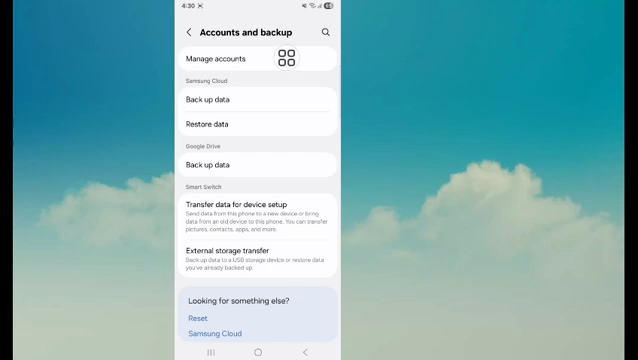 4:30
Accounts and backup
Manage accounts
Samsung Cloud
Back up data
Restore data
Google Drive
Back up data
Smart Switch
Transfer data for device setup
Send data from this phone to a new device or bring
data from an old device to this phone. You can transfer
pictures, contacts, apps, and more.
External storage transfer
Back up data to a USB storage device or restore data
you've already backed up.
Looking for something else?
Reset
Samsung Cloud